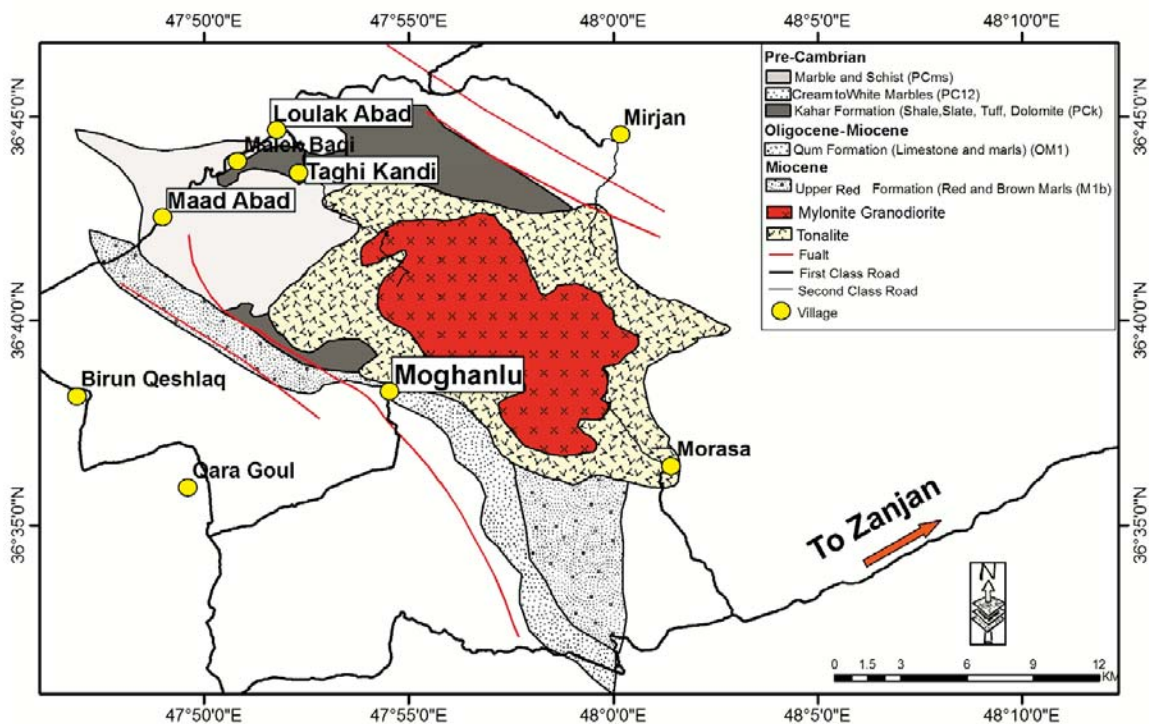 47°50'0"E 47°55'0"E 48°0'0"E 48°5'0"E 48°10'0"E
Pre-Cambrian
Marble and Schist (PCms)
Cream to White Marbles (PC12)
Kahar Formation (Shale,Slate, Tuff, Dolomite (PCk)
Oligocene-Miocene
Qum Formation (Limestone and marls) (OM1)
Miocene
Upper Red Formation (Red and Brown Marls (M1b)
Mylonite Granodiorite
Tonalite
Fualt
First Class Road
Second Class Road
Village
36°45'0"N
36°45'0"N
Loulak Abad
Mirjan
Malek Badi
Taghi Kandi
Maad Abad
36°40'0"N
36°40'0"N
Birun Qeshlaq
Moghanlu
Morasa
Qara Goul
36°35'0"N
36°35'0"N
To Zanjan
N
0 1.5 3 6 9 12
KM
47°50'0"E 47°55'0"E 48°0'0"E 48°5'0"E 48°10'0"E